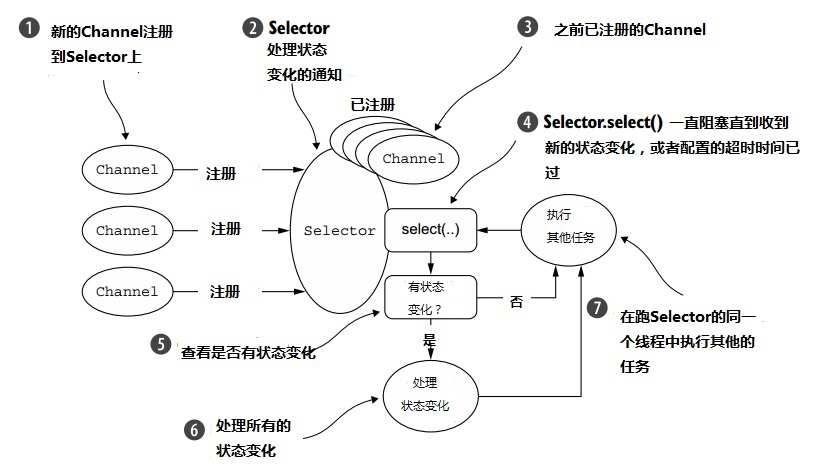 1 新的Channel注册
到Selector上
2 Selector
处理状态
变化的通知
3 之前已注册的Channel
已注册
Channel
4 Selector.select() 一直阻塞直到收到
新的状态变化，或者配置的超时时间已
过
Channel
注册
Channel
注册
Channel
注册
Selector
select(..)
执行
其他任务
有状态
变化？
否
是
5 查看是否有状态变化
处理
状态变化
6 处理所有的
状态变化
7 在跑Selector的同一
个线程中执行其他的
任务